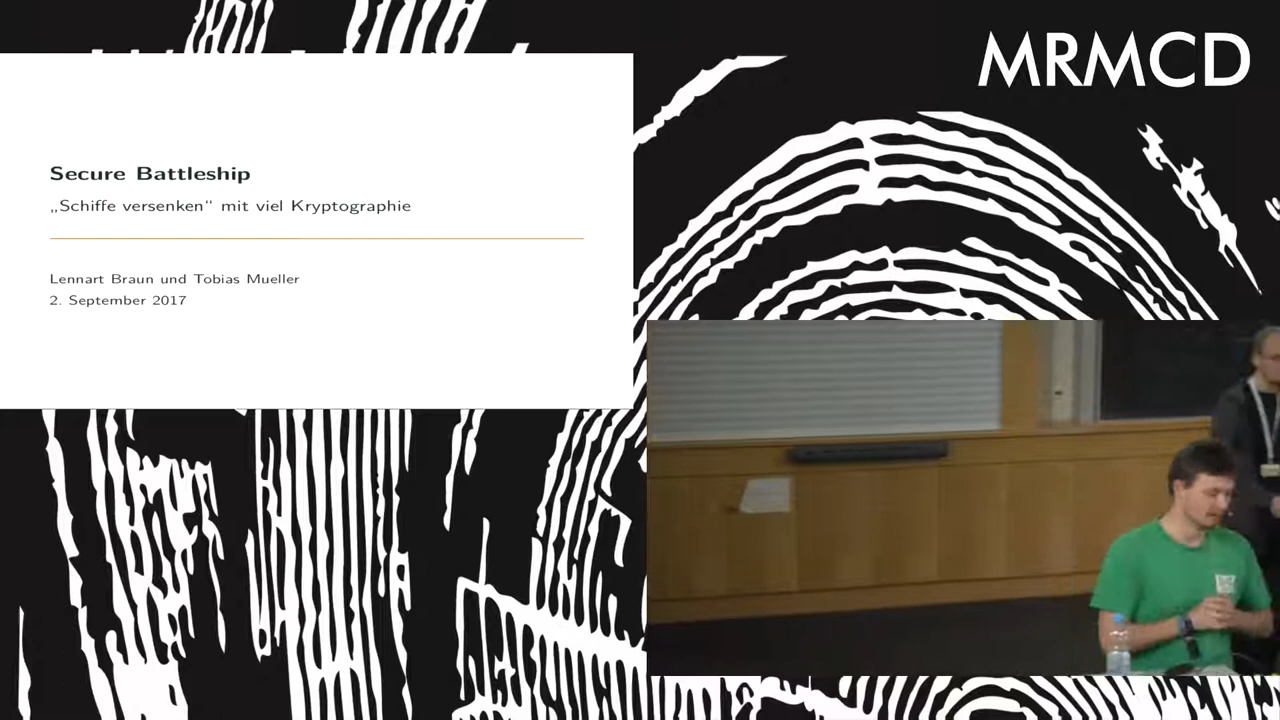 MRMCD
Secure Battleship
„Schiffe versenken“ mit viel Kryptographie
Lennart Braun und Tobias Mueller
2. September 2017